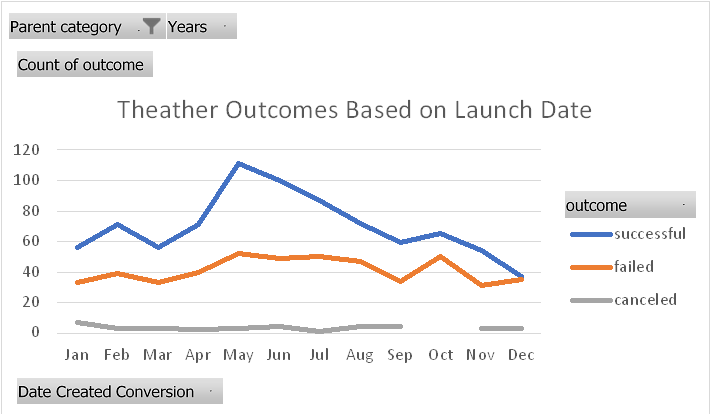 Parent category Years
Count of outcome
Theather Outcomes Based on Launch Date
120
100
80
60
40
20
0
Jan Feb Mar Apr May Jun Jul Aug Sep Oct Nov Dec
outcome
successful
failed
canceled
Date Created Conversion